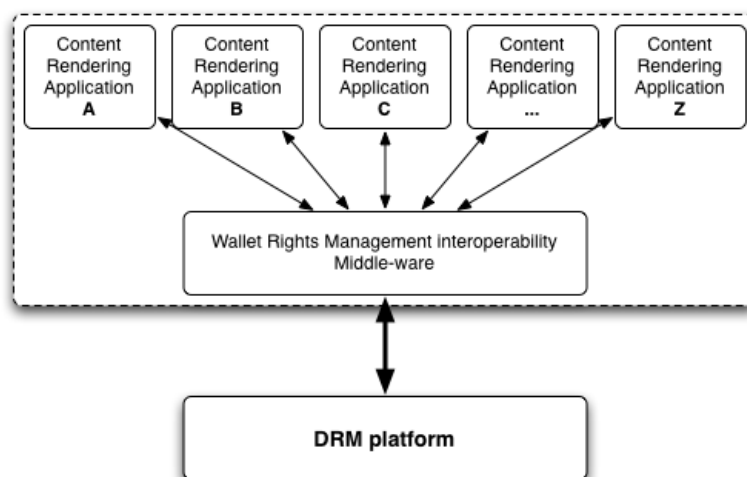 Content
Rendering
Application
A
Content
Rendering
Application
B
Content
Rendering
Application
C
Content
Rendering
Application
...
Content
Rendering
Application
Z
Wallet Rights Management interoperability
Middle-ware
DRM platform